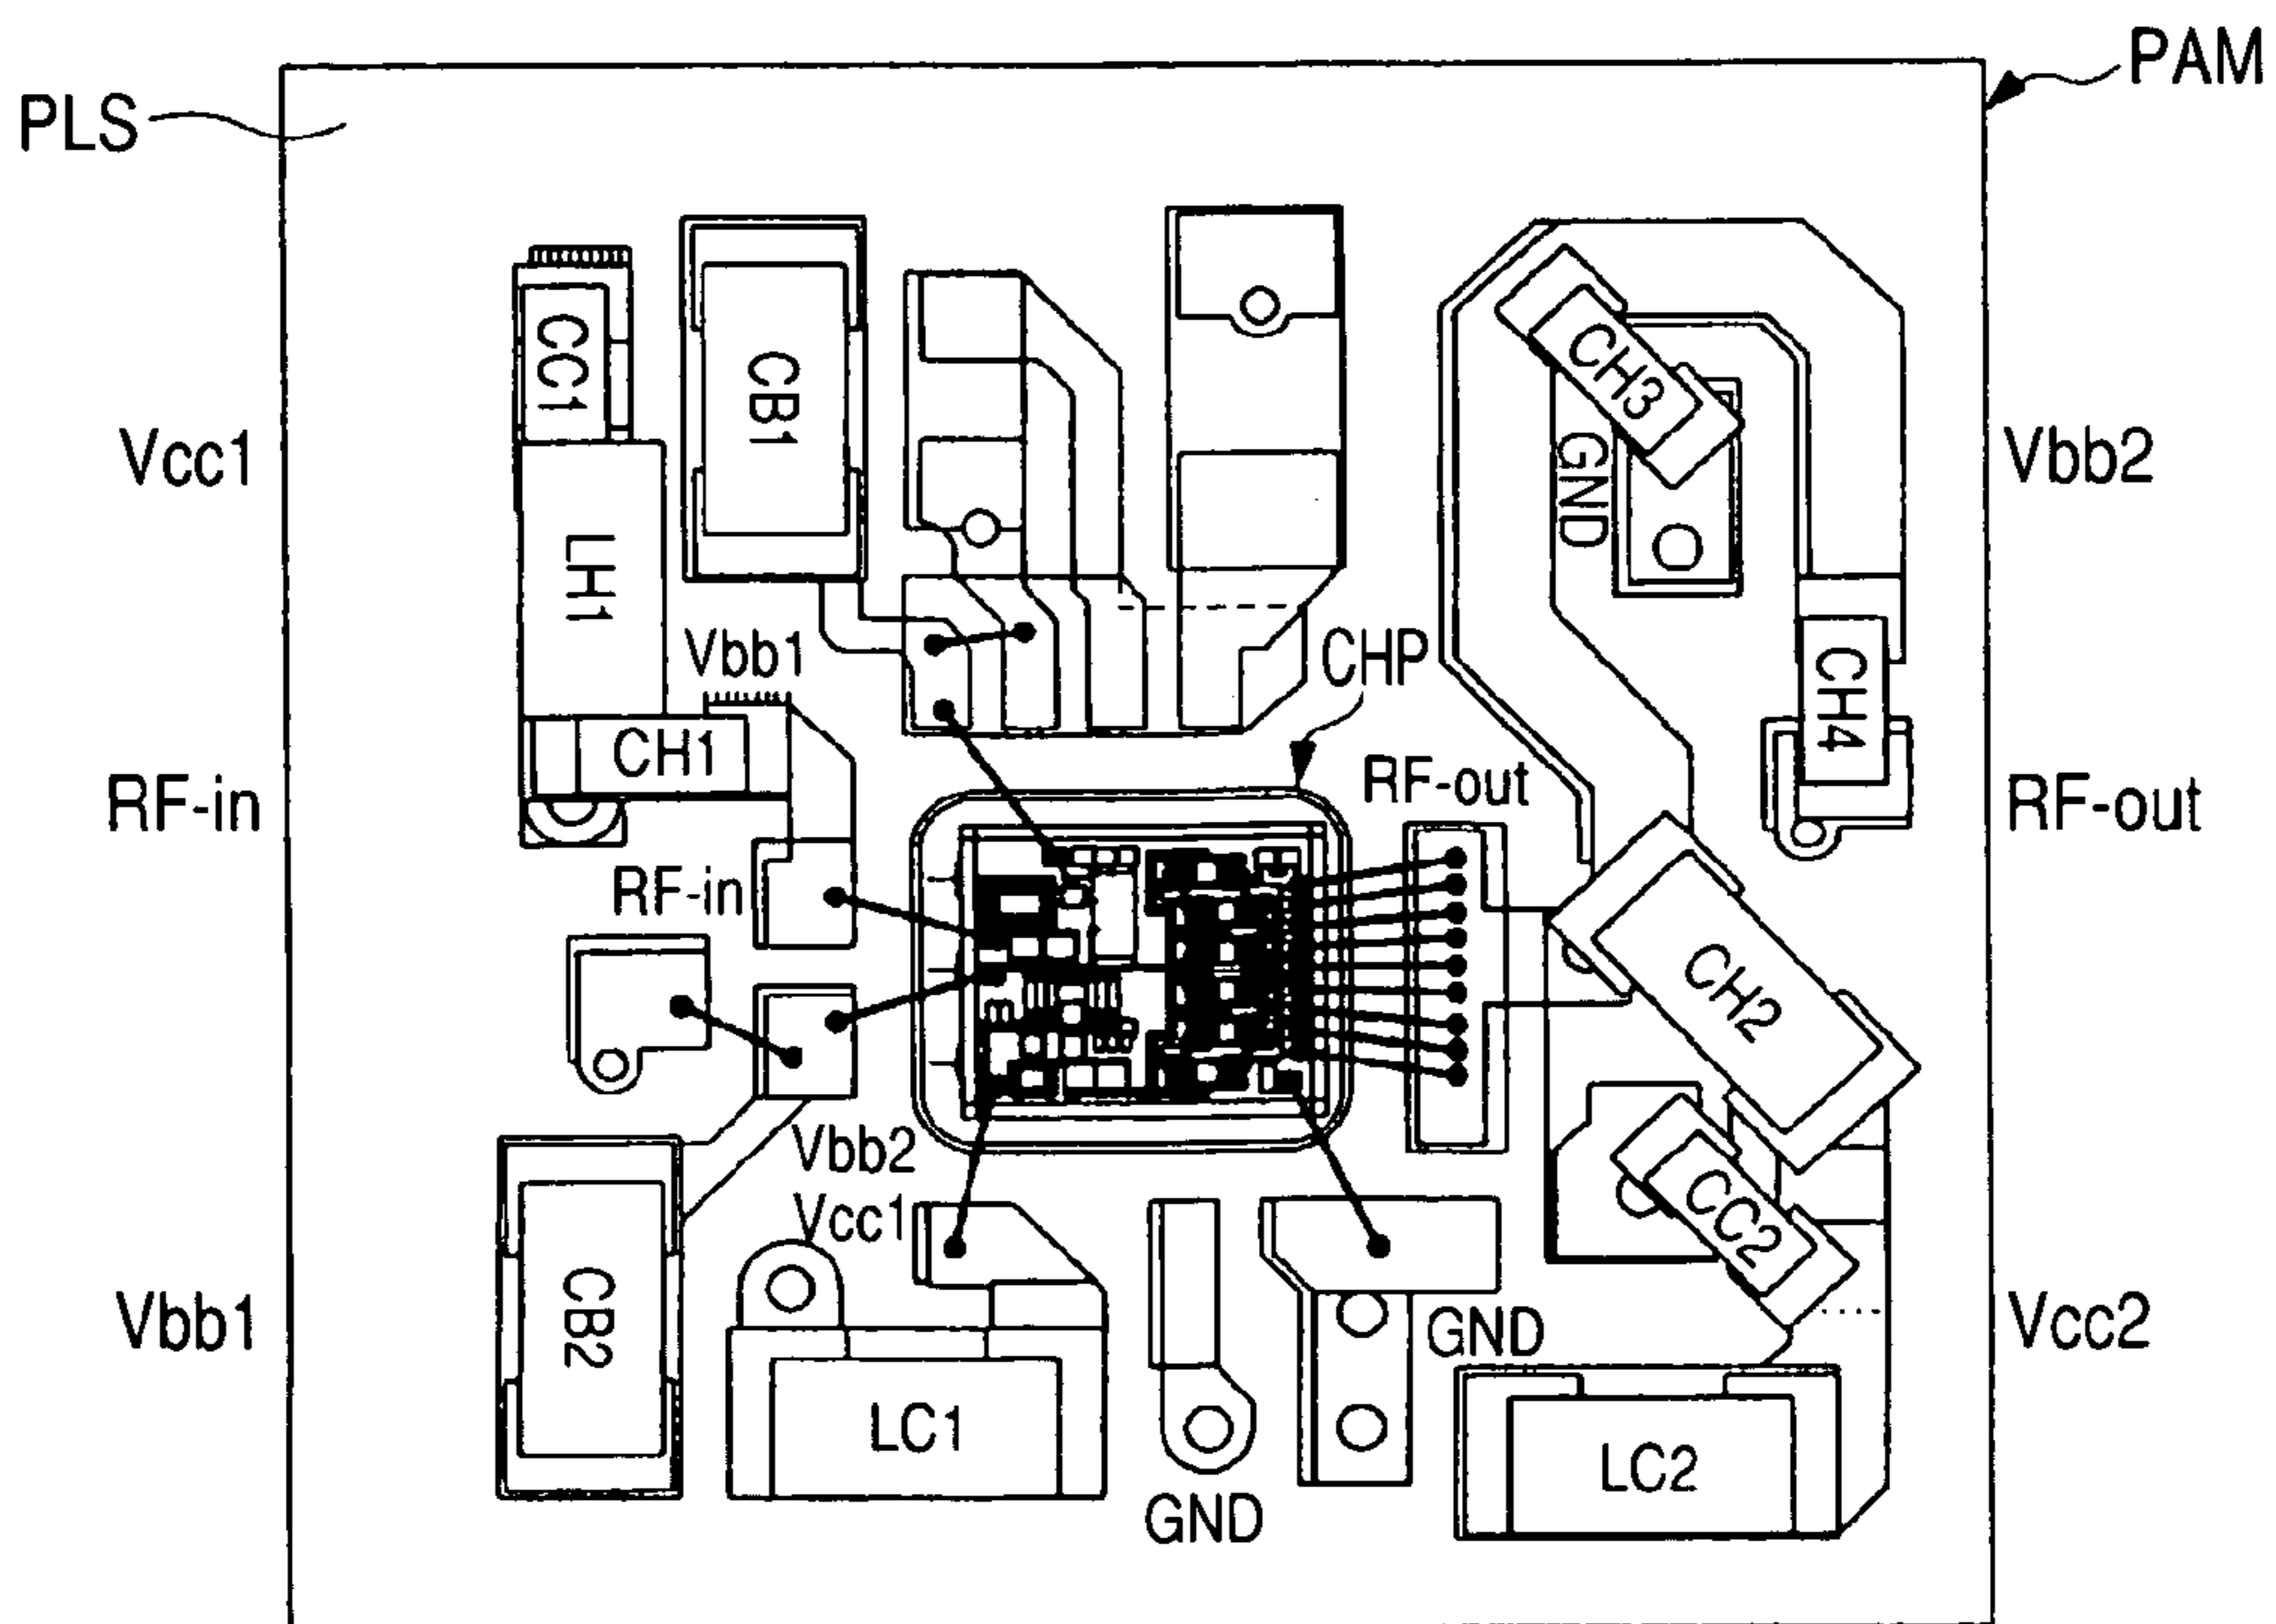 PAM
PLS
CC1
CB1
CH3
Vcc1
GND
Vbb2
LH1
Vbb1
CHP
CH4
CH1
RF-in
RF-out
RF-out
RF-in
CH2
Vbb2
Vcc1
CC2
Vbb1
CB2
GND
Vcc2
LC1
LC2
GND